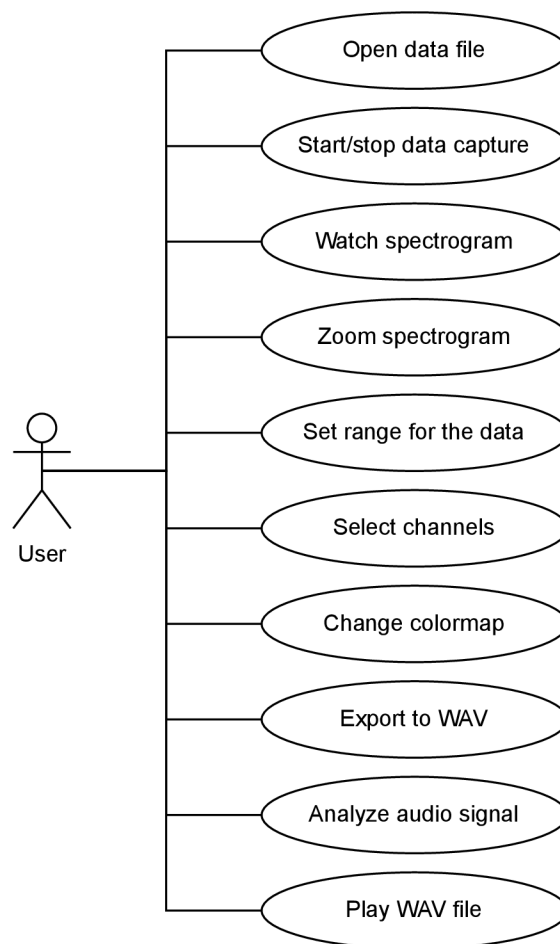 Open data file
Start/stop data capture
Watch spectrogram
Zoom spectrogram
Set range for the data
Select channels
User
Change colormap
Export to WAV
Analyze audio signal
Play WAV file